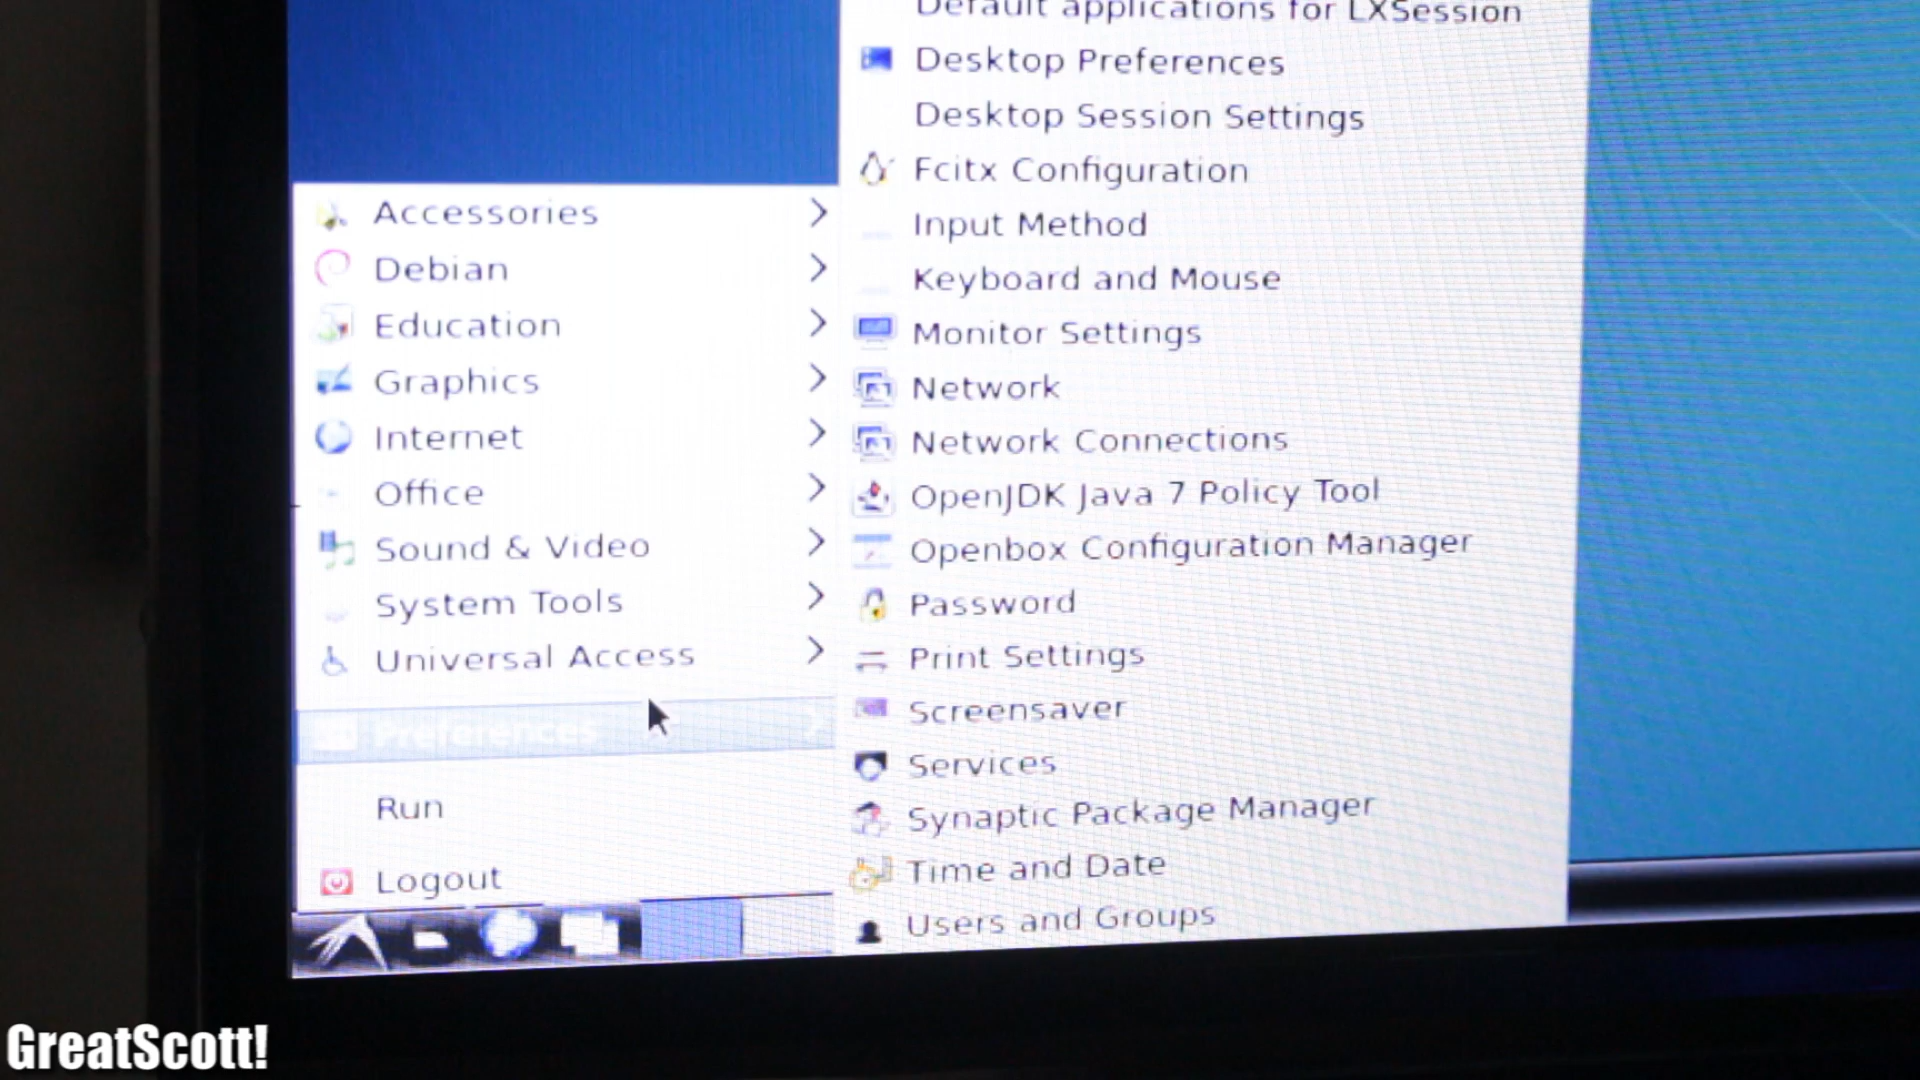 Default applications for LXSession
Desktop Preferences
Desktop Session Settings
Fcitx Configuration
Input Method
Keyboard and Mouse
Monitor Settings
Network
Network Connections
OpenJDK Java 7 Policy Tool
Openbox Configuration Manager
Password
Print Settings
Screensaver
Services
Synaptic Package Manager
Time and Date
Users and Groups
Accessories
Debian
Education
Graphics
Internet
Office
Sound & Video
System Tools
Universal Access
Preferences
Run
Logout
GreatScott!